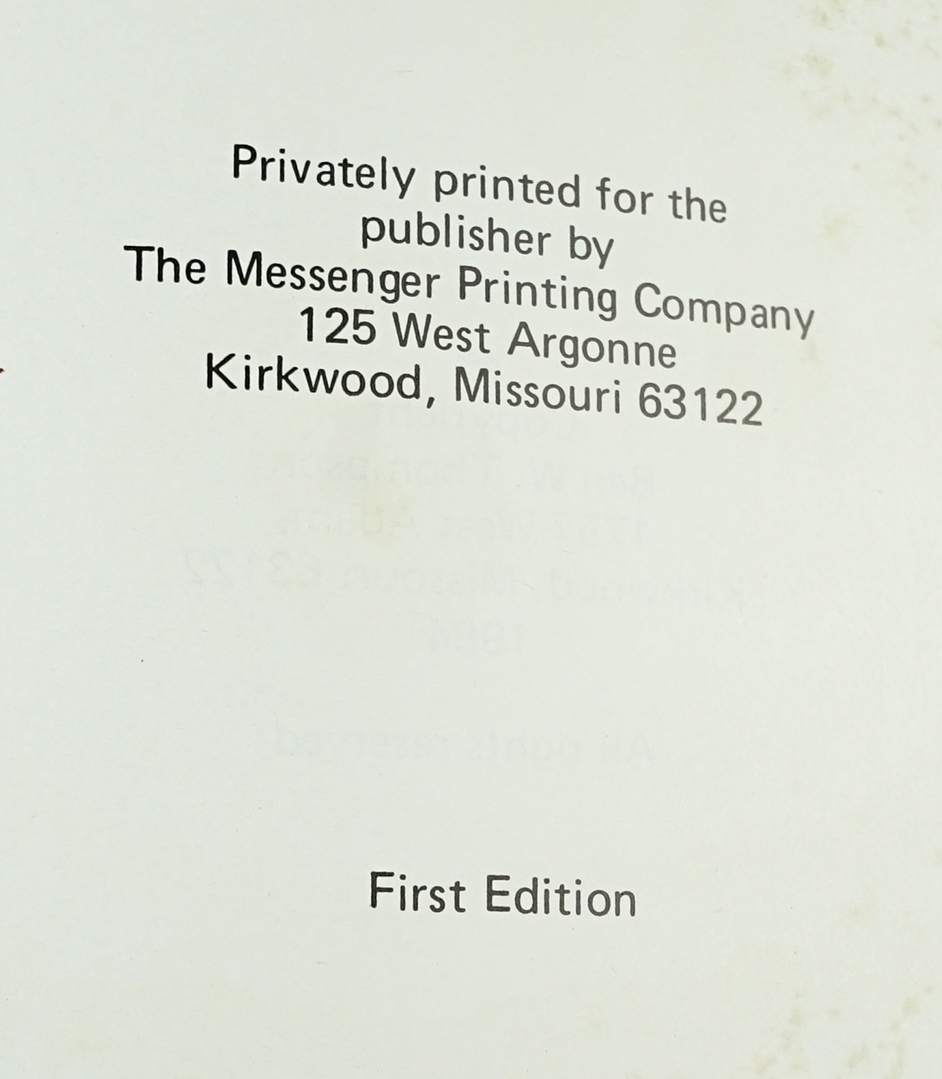 Privately printed for the
publisher by
The Messenger Printing Company
125 West Argonne
Kirkwood, Missouri 63122
First Edition